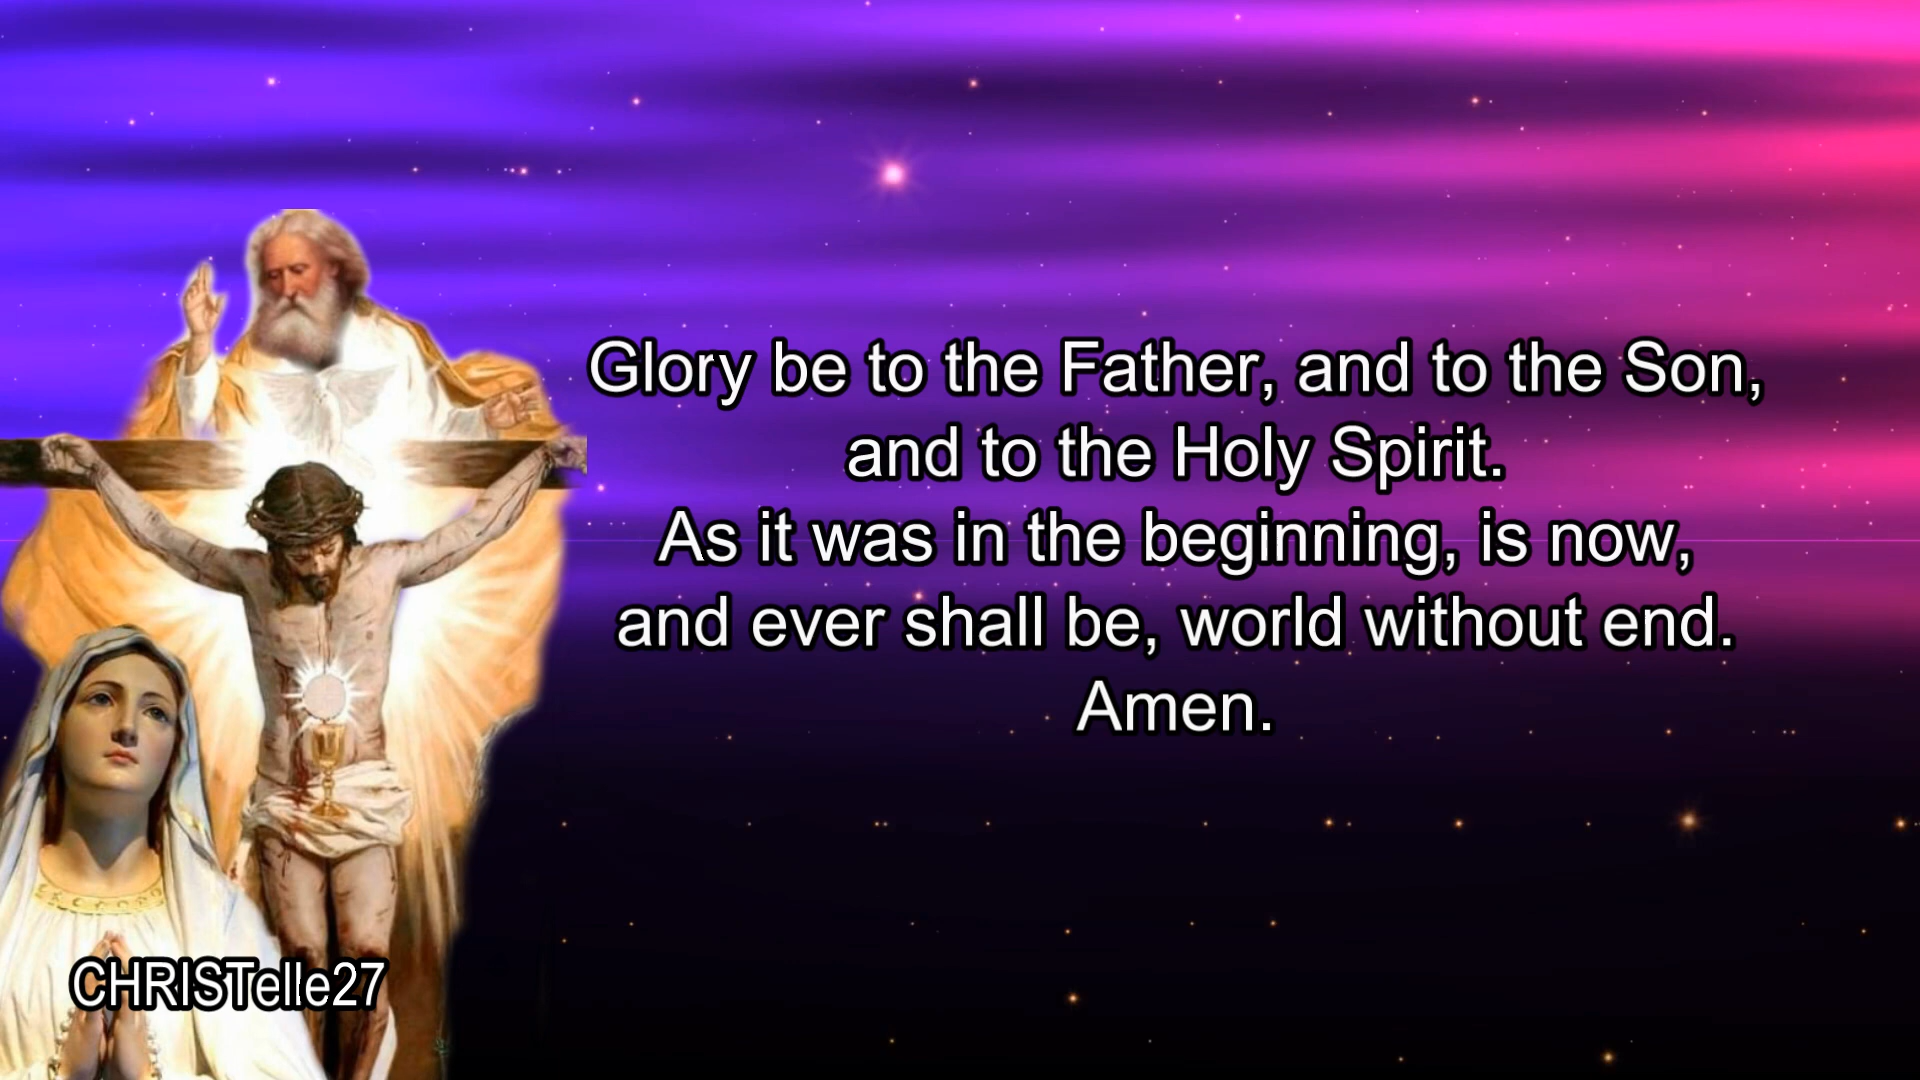 Glory be to the Father, and to the Son,
and to the Holy Spirit.
As it was in the beginning, is now,
and ever shall be, world without end.
Amen.
CHRISTelle27